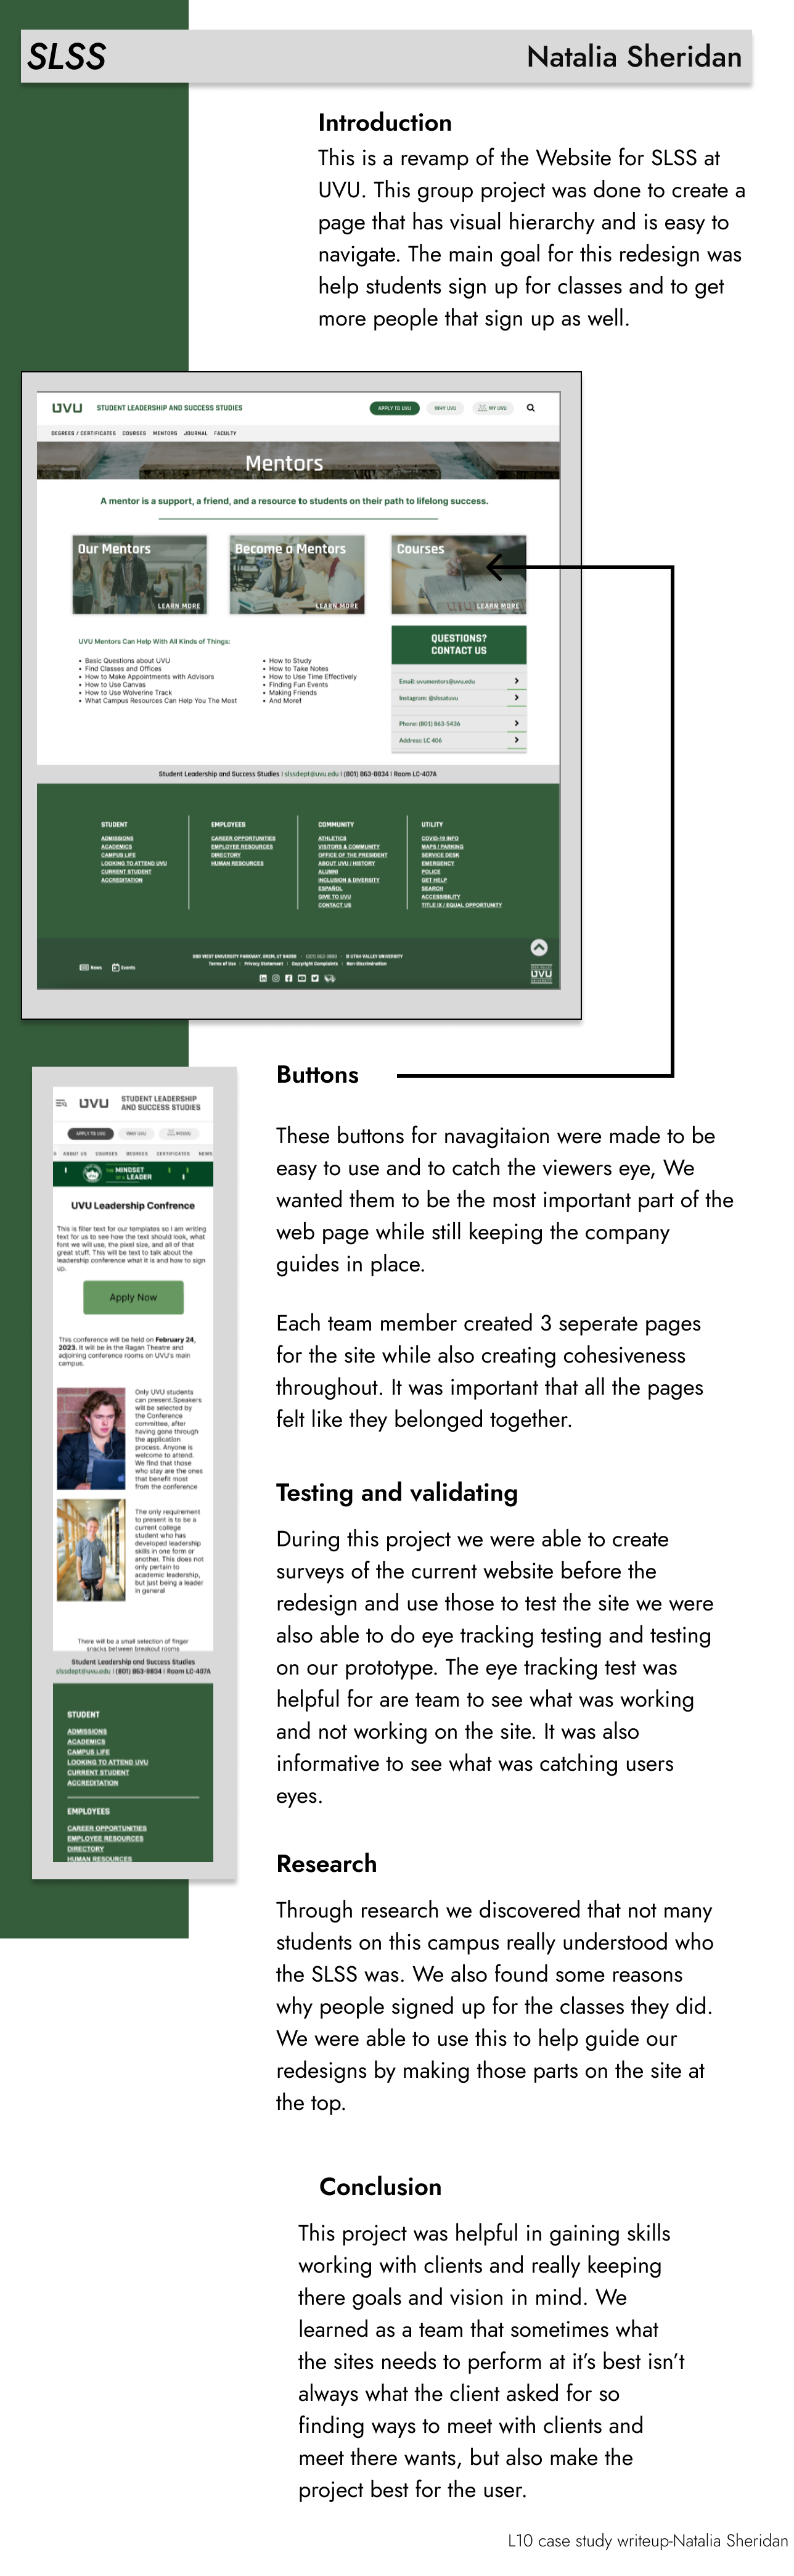 SLSS
Natalia Sheridan
Introduction
This is a revamp of the Website for SLSS at
UVU. This group project was done to create a
page that has visual hierarchy and is easy to
navigate. The main goal for this redesign was
help students sign up for classes and to get
more people that sign up as well.
UVU STUDENT LEADERSHIP AND SUCCESS STUDIES
APPLY TO UVU WHY UVU MY UVU
DEGREES / CERTIFICATES COURSES MENTORS JOURNAL FACULTY
Mentors
A mentor is a support, a friend, and a resource to students on their path to lifelong success.
Our Mentors
LEARN MORE
Become a Mentors
LEARN MORE
Courses
LEARN MORE
UVU Mentors Can Help With All Kinds of Things:
• Basic Questions about UVU
• Find Classes and Offices
• How to Make Appointments with Advisors
• How to Use Canvas
• How to Use Wolverine Track
• What Campus Resources Can Help You The Most
• How to Study
• How to Take Notes
• How to Use Time Effectively
• Finding Fun Events
• Making Friends
• And More!
QUESTIONS?
CONTACT US
Email: uvumentors@uvu.edu
Instagram: @slssatuvu
Phone: (801) 863-5436
Address: LC 406
Student Leadership and Success Studies | slssdept@uvu.edu | (801) 863-8834 | Room LC-407A
STUDENT
ADMISSIONS
ACADEMICS
CAMPUS LIFE
LOOKING TO ATTEND UVU
CURRENT STUDENT
ACCREDITATION
EMPLOYEES
CAREER OPPORTUNITIES
EMPLOYEE RESOURCES
DIRECTORY
HUMAN RESOURCES
COMMUNITY
ATHLETICS
VISITORS & COMMUNITY
OFFICE OF THE PRESIDENT
ABOUT UVU / HISTORY
ALUMNI
INCLUSION & DIVERSITY
ESPAÑOL
GIVE TO UVU
CONTACT US
UTILITY
COVID-19 INFO
MAPS / PARKING
SERVICE DESK
EMERGENCY
POLICE
GET HELP
SEARCH
ACCESSIBILITY
TITLE IX / EQUAL OPPORTUNITY
News Events
800 WEST UNIVERSITY PARKWAY, OREM, UT 84058 · (801) 863-8888 · © UTAH VALLEY UNIVERSITY
Terms of Use | Privacy Statement | Copyright Complaints | Non-Discrimination
UVU
Buttons
These buttons for navagitaion were made to be
easy to use and to catch the viewers eye, We
wanted them to be the most important part of the
web page while still keeping the company
guides in place.
Each team member created 3 seperate pages
for the site while also creating cohesiveness
throughout. It was important that all the pages
felt like they belonged together.
UVU STUDENT LEADERSHIP
AND SUCCESS STUDIES
APPLY TO UVU WHY UVU MY UVU
ABOUT US COURSES DEGREES CERTIFICATES NEWS
THE MINDSET
OF A LEADER
UVU Leadership Confrence
This is filler text for our templates so I am writing
text for us to see how the text should look, what
font we will use, the pixel size, and all of that
great stuff. This will be text to talk about the
leadership conference what it is and how to sign
up.
Apply Now
This conference will be held on February 24,
2023. It will be in the Ragan Theatre and
adjoining conference rooms on UVU's main
campus.
Only UVU students
can present.Speakers
will be selected by
the Conference
committee, after
having gone through
the application
process. Anyone is
welcome to attend.
We find that those
who stay are the ones
that benefit most
from the conference
The only requirement
to present is to be a
current college
student who has
developed leadership
skills in one form or
another. This does not
only pertain to
academic leadership,
but just being a leader
in general
There will be a small selection of finger
snacks between breakout rooms
Student Leadership and Success Studies
slssdept@uvu.edu | (801) 863-8834 | Room LC-407A
STUDENT
ADMISSIONS
ACADEMICS
CAMPUS LIFE
LOOKING TO ATTEND UVU
CURRENT STUDENT
ACCREDITATION
EMPLOYEES
CAREER OPPORTUNITIES
EMPLOYEE RESOURCES
DIRECTORY
HUMAN RESOURCES
Testing and validating
During this project we were able to create
surveys of the current website before the
redesign and use those to test the site we were
also able to do eye tracking testing and testing
on our prototype. The eye tracking test was
helpful for are team to see what was working
and not working on the site. It was also
informative to see what was catching users
eyes.
Research
Through research we discovered that not many
students on this campus really understood who
the SLSS was. We also found some reasons
why people signed up for the classes they did.
We were able to use this to help guide our
redesigns by making those parts on the site at
the top.
Conclusion
This project was helpful in gaining skills
working with clients and really keeping
there goals and vision in mind. We
learned as a team that sometimes what
the sites needs to perform at it's best isn't
always what the client asked for so
finding ways to meet with clients and
meet there wants, but also make the
project best for the user.
L10 case study writeup-Natalia Sheridan